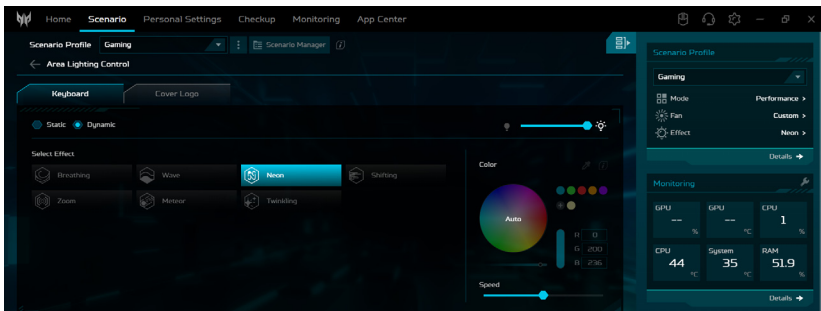 Home Scenario Personal Settings Checkup Monitoring App Center
Scenario Profile Gaming Scenario Manager
Area Lighting Control
Keyboard Cover Logo
Static Dynamic
Select Effect
Breathing Wave Neon Shifting
Zoom Meteor Twinkling
Color
Auto
R 0
G 200
B 236
Speed
Scenario Profile
Gaming
Mode Performance >
Fan Custom >
Effect Neon >
Details →
Monitoring
GPU GPU CPU
-- -- 1
% °C %
CPU System RAM
44 35 51.9
°C °C %
Details →